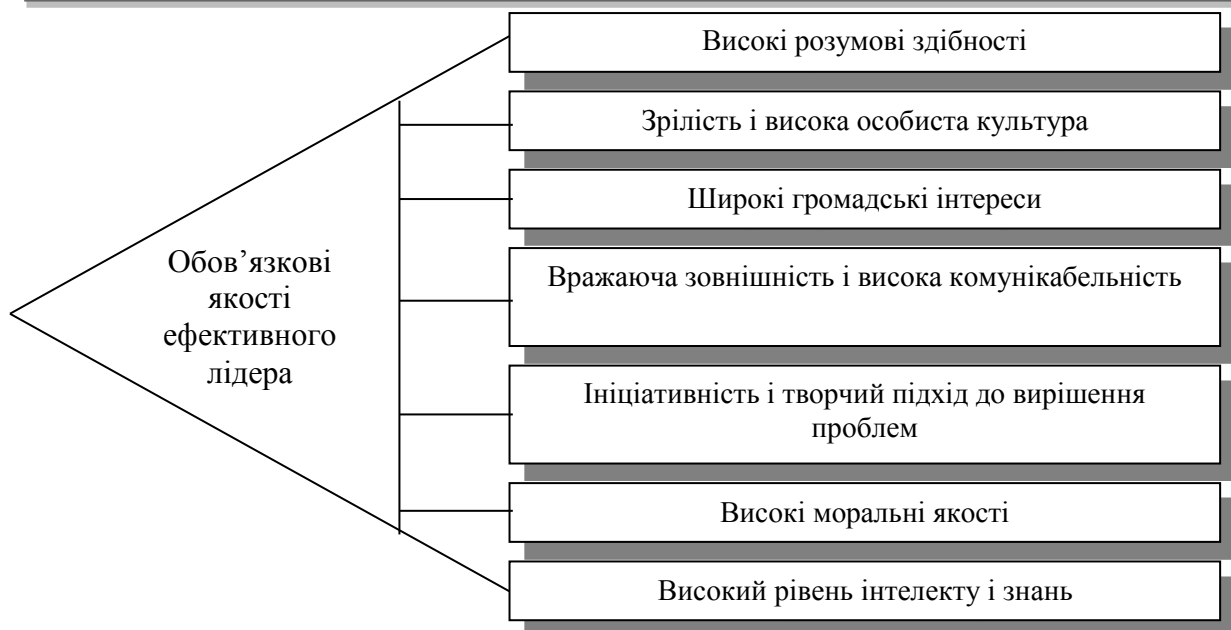 Високі розумові здібності
Зрілість і висока особиста культура
Широкі громадські інтереси
Обов’язкові
якості
ефективного
лідера
Вражаюча зовнішність і висока комунікабельність
Ініціативність і творчий підхід до вирішення
проблем
Високі моральні якості
Високий рівень інтелекту і знань